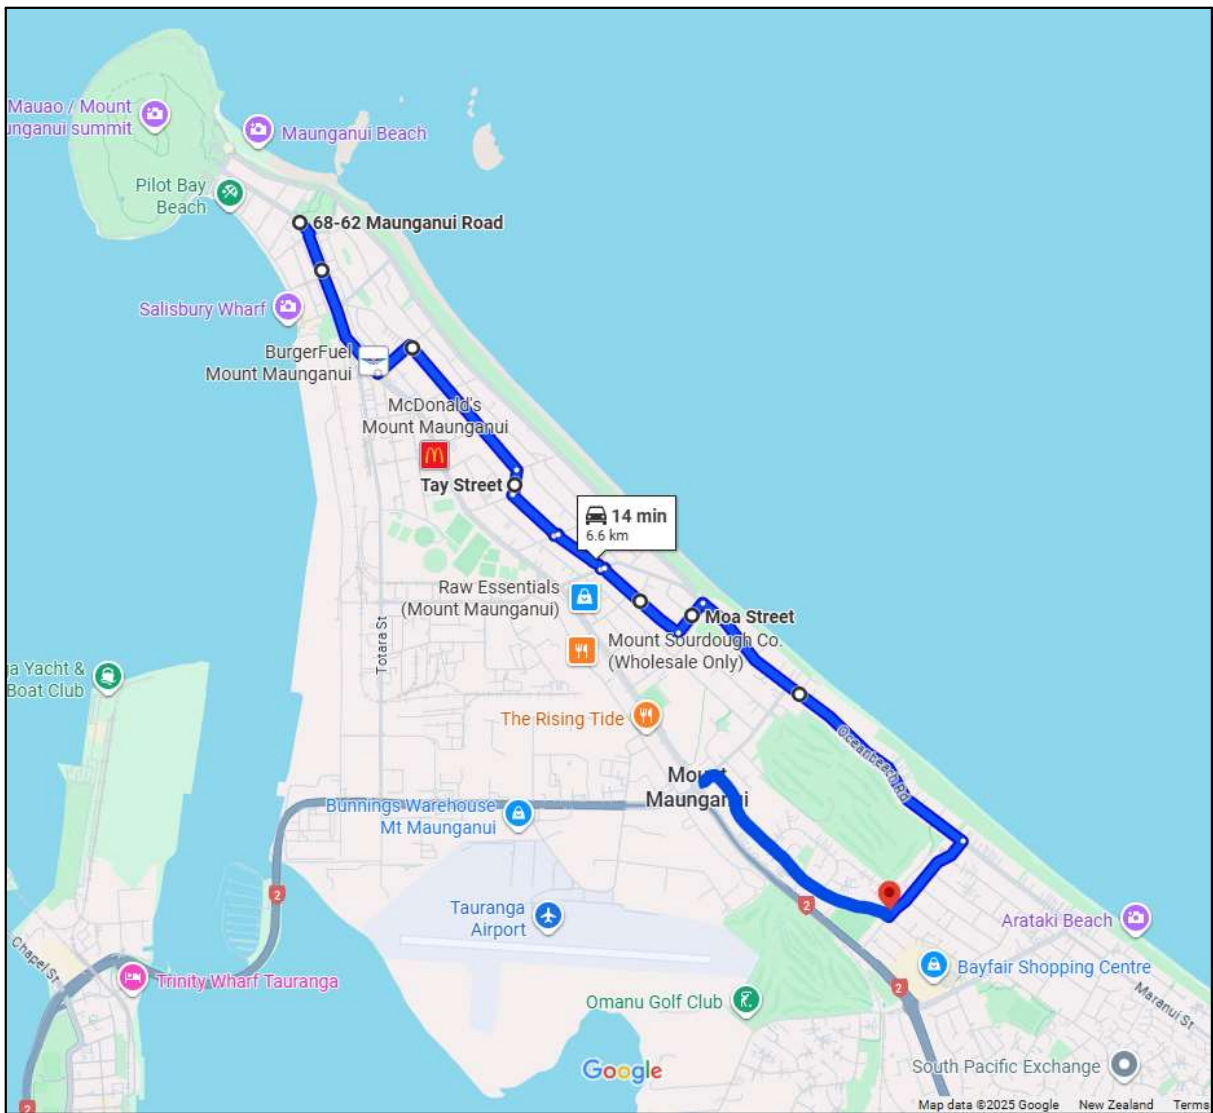 Mauao / Mount
unganui summit
Maunganui Beach
Pilot Bay
Beach
68-62 Maunganui Road
Salisbury Wharf
BurgerFuel
Mount Maunganui
McDonald's
Mount Maunganui
Tay Street
14 min
6.6 km
Raw Essentials
(Mount Maunganui)
Moa Street
Mount Sourdough Co.
(Wholesale Only)
Totara St
a Yacht &
Boat Club
The Rising Tide
Oceanbeach Rd
Mount
Maunganui
Bunnings Warehouse
Mt Maunganui
2
2
Tauranga
Airport
Arataki Beach
Chapel St
Trinity Wharf Tauranga
Bayfair Shopping Centre
2
Omanu Golf Club
Maranui St
Google
South Pacific Exchange
2
Map data ©2025 Google New Zealand Terms